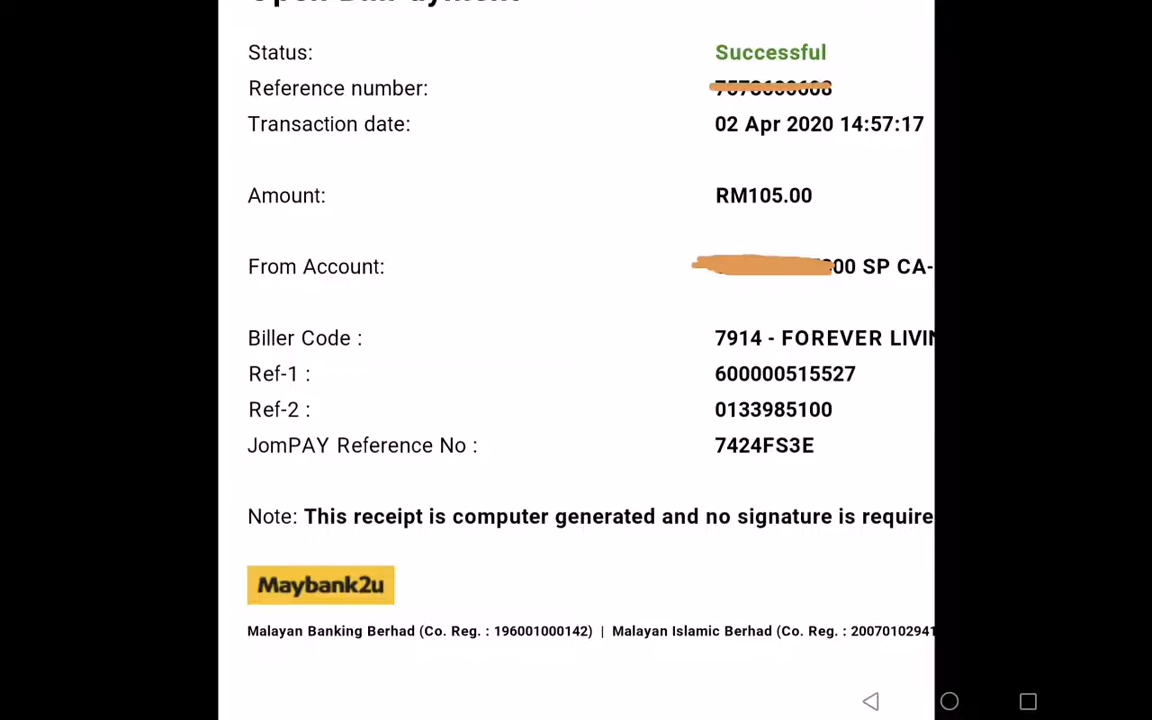 Status: Successful
Reference number:
Transaction date: 02 Apr 2020 14:57:17
Amount: RM105.00
From Account: 00 SP CA-
Biller Code : 7914 - FOREVER LIVIN
Ref-1 : 600000515527
Ref-2 : 0133985100
JomPAY Reference No : 7424FS3E
Note: This receipt is computer generated and no signature is require
Maybank2u
Malayan Banking Berhad (Co. Reg. : 196001000142) | Malayan Islamic Berhad (Co. Reg. : 20070102941